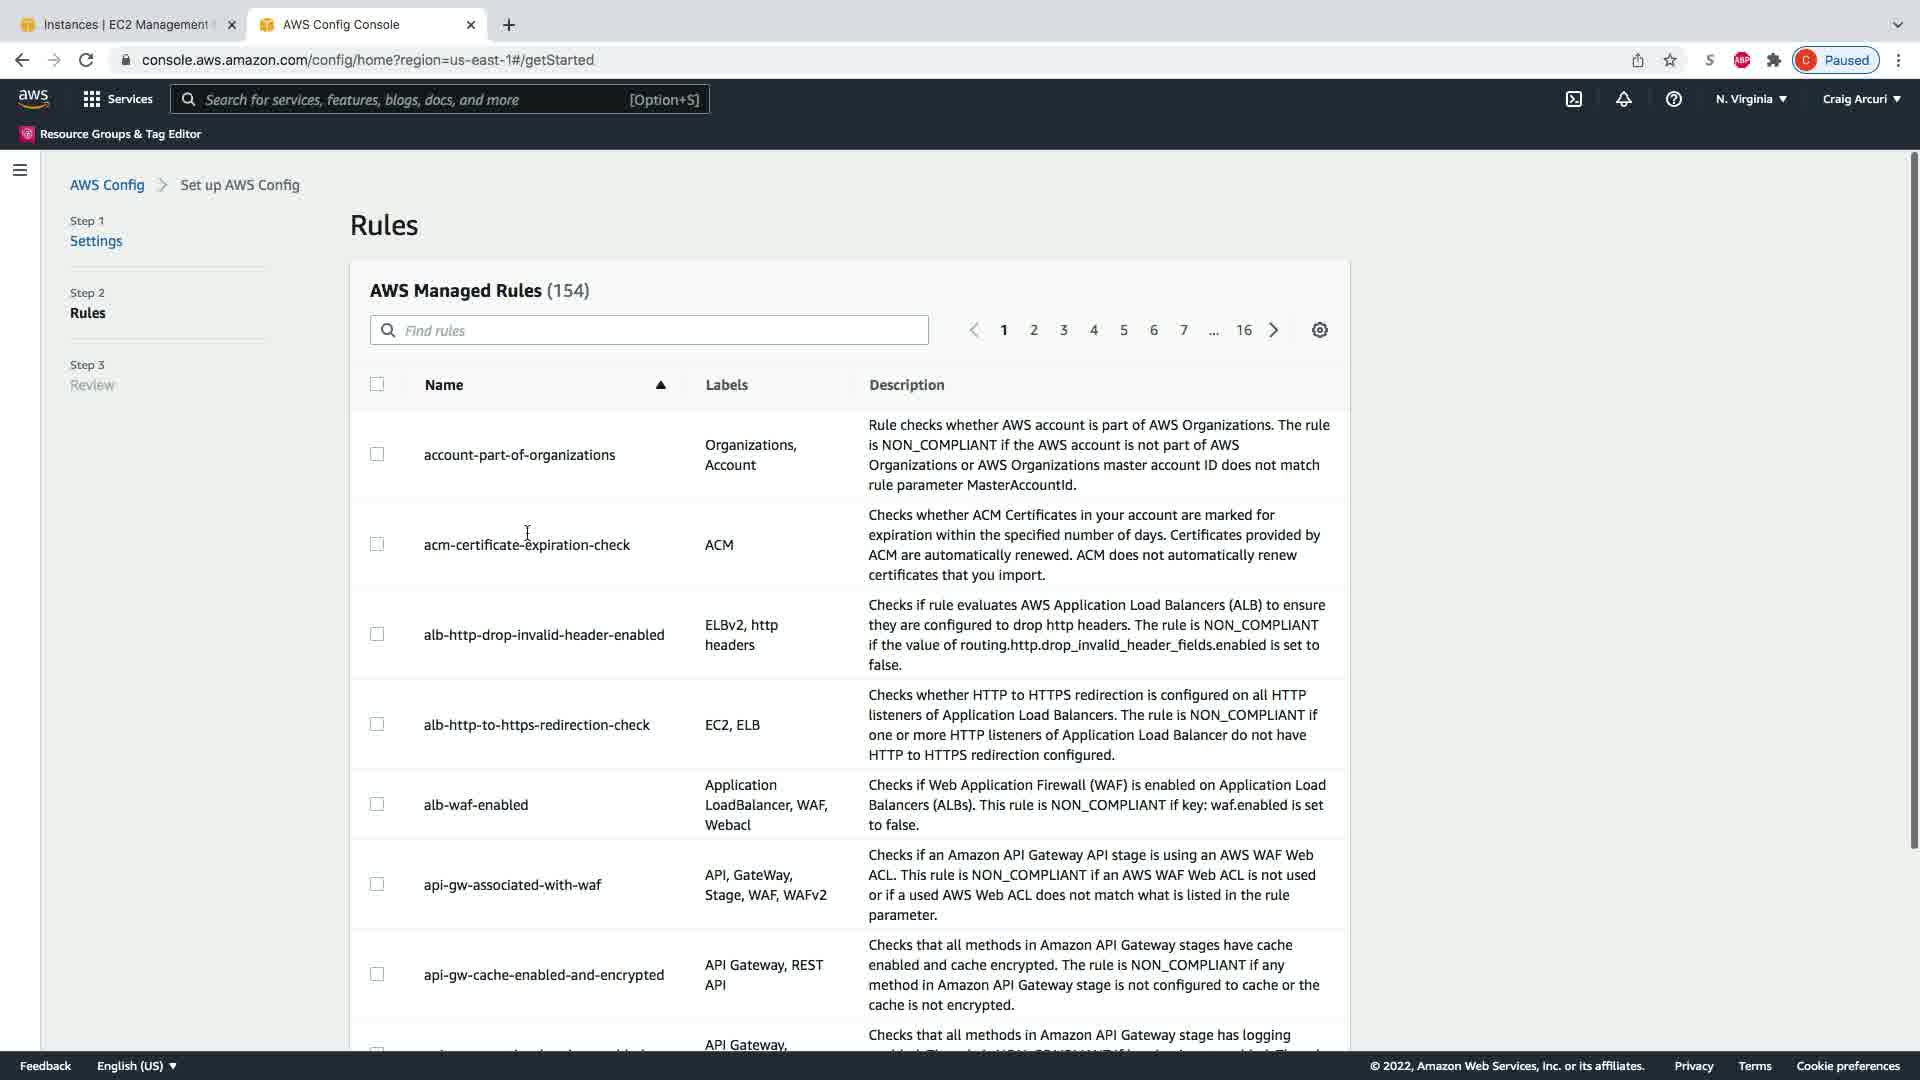 Instances | EC2 Management
AWS Config Console
console.aws.amazon.com/config/home?region=us-east-1#/getStarted
S
ABP
C
Paused
aws
Services
Search for services, features, blogs, docs, and more
[Option+S]
N. Virginia
Craig Arcuri
Resource Groups & Tag Editor
AWS Config
Set up AWS Config
Step 1
Settings
Step 2
Rules
Step 3
Review
Rules
AWS Managed Rules (154)
Find rules
1 2 3 4 5 6 7 ... 16
Name
Labels
Description
account-part-of-organizations
Organizations,
Account
Rule checks whether AWS account is part of AWS Organizations. The rule
is NON_COMPLIANT if the AWS account is not part of AWS
Organizations or AWS Organizations master account ID does not match
rule parameter MasterAccountId.
acm-certificate-expiration-check
ACM
Checks whether ACM Certificates in your account are marked for
expiration within the specified number of days. Certificates provided by
ACM are automatically renewed. ACM does not automatically renew
certificates that you import.
alb-http-drop-invalid-header-enabled
ELBv2, http
headers
Checks if rule evaluates AWS Application Load Balancers (ALB) to ensure
they are configured to drop http headers. The rule is NON_COMPLIANT
if the value of routing.http.drop_invalid_header_fields.enabled is set to
false.
alb-http-to-https-redirection-check
EC2, ELB
Checks whether HTTP to HTTPS redirection is configured on all HTTP
listeners of Application Load Balancers. The rule is NON_COMPLIANT if
one or more HTTP listeners of Application Load Balancer do not have
HTTP to HTTPS redirection configured.
alb-waf-enabled
Application
LoadBalancer, WAF,
Webacl
Checks if Web Application Firewall (WAF) is enabled on Application Load
Balancers (ALBs). This rule is NON_COMPLIANT if key: waf.enabled is set
to false.
api-gw-associated-with-waf
API, GateWay,
Stage, WAF, WAFv2
Checks if an Amazon API Gateway API stage is using an AWS WAF Web
ACL. This rule is NON_COMPLIANT if an AWS WAF Web ACL is not used
or if a used AWS Web ACL does not match what is listed in the rule
parameter.
api-gw-cache-enabled-and-encrypted
API Gateway, REST
API
Checks that all methods in Amazon API Gateway stages have cache
enabled and cache encrypted. The rule is NON_COMPLIANT if any
method in Amazon API Gateway stage is not configured to cache or the
cache is not encrypted.
API Gateway,
Checks that all methods in Amazon API Gateway stage has logging
Feedback
English (US)
© 2022, Amazon Web Services, Inc. or its affiliates.
Privacy
Terms
Cookie preferences